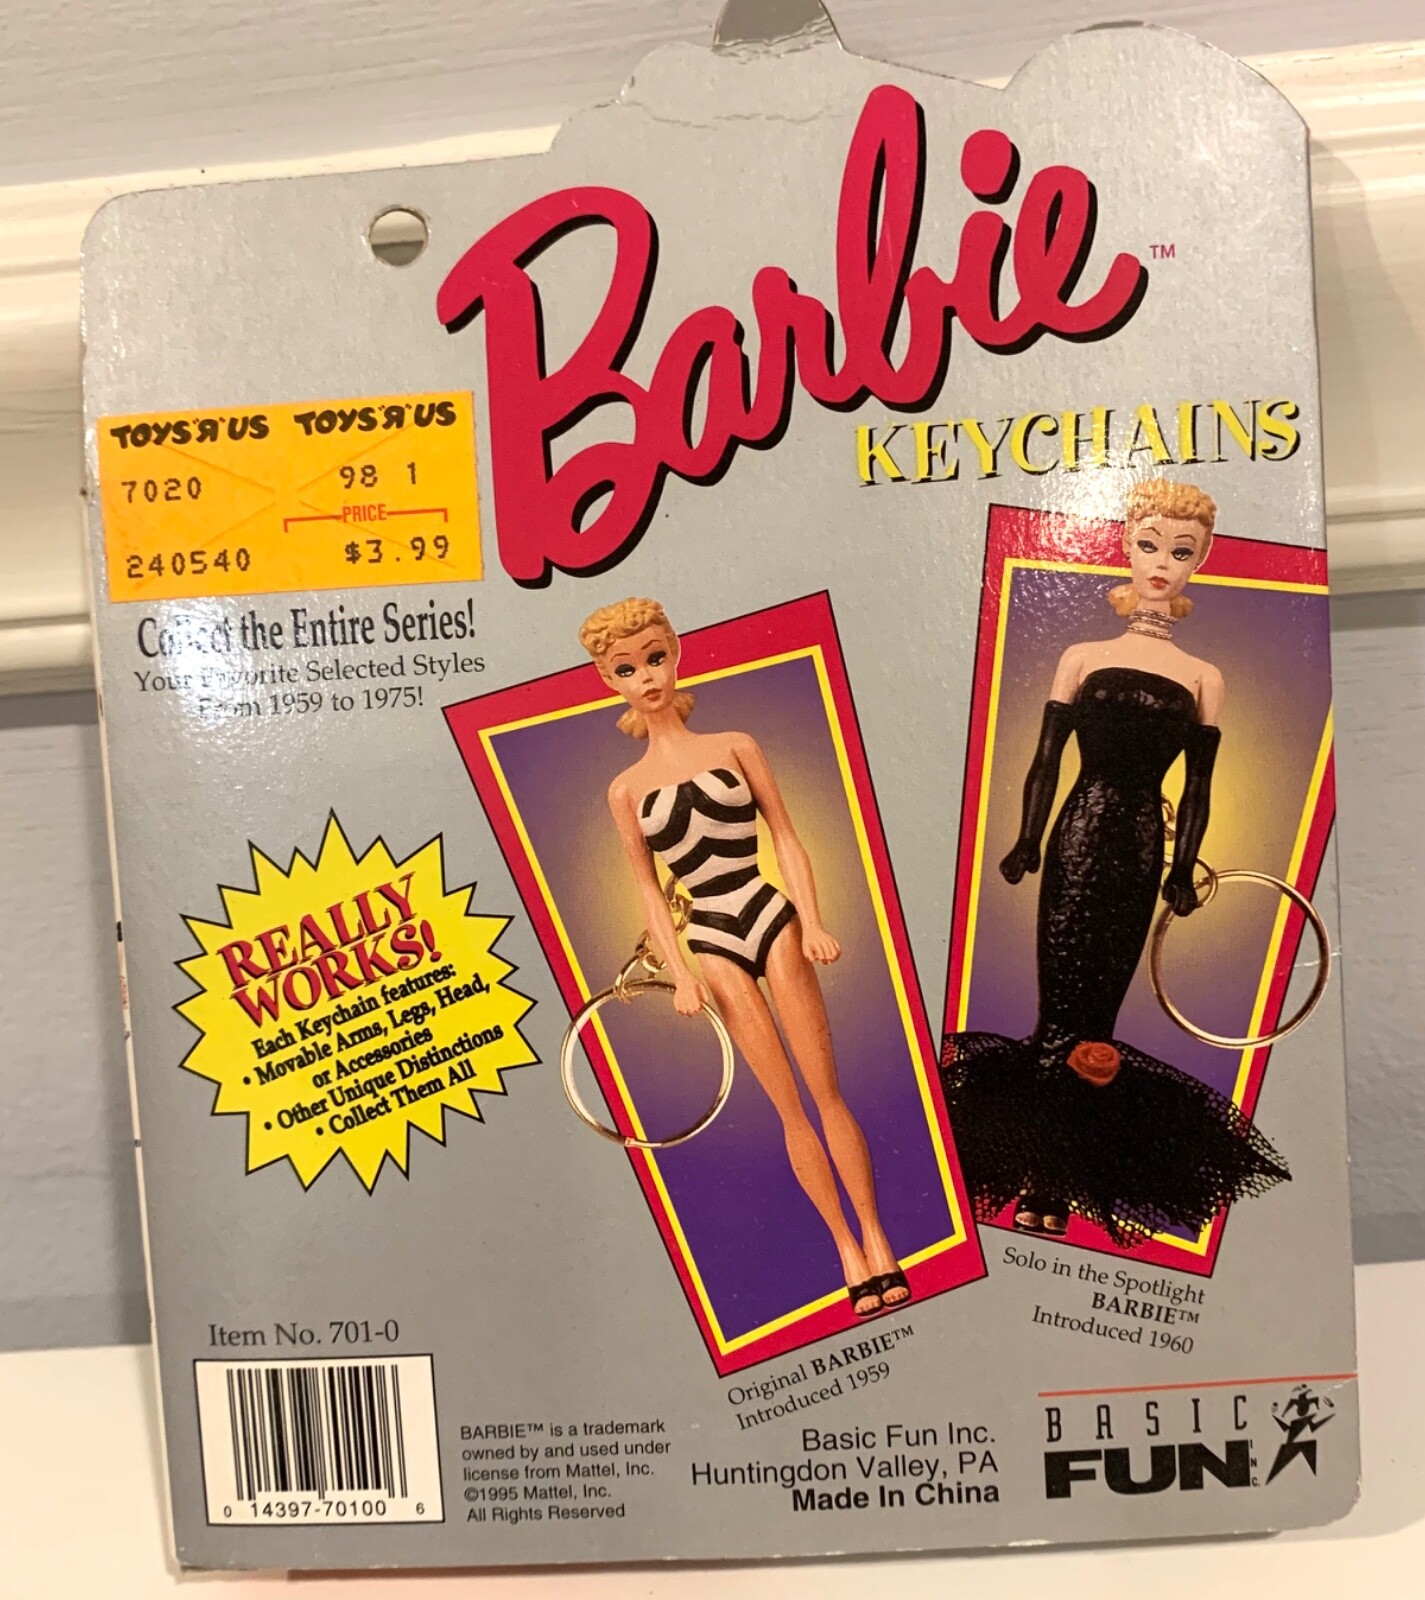 Barbie™
KEYCHAINS
TOYS"R"US TOYS"R"US
7020 98 1
PRICE
240540 $3.99
Collect the Entire Series!
Your Favorite Selected Styles
From 1959 to 1975!
REALLY
WORKS!
Each Keychain features:
• Movable Arms, Legs, Head,
or Accessories
• Other Unique Distinctions
• Collect Them All
Solo in the Spotlight
BARBIE™
Introduced 1960
Original BARBIE™
Introduced 1959
Item No. 701-0
0 14397-70100 6
BARBIE™ is a trademark
owned by and used under
license from Mattel, Inc.
©1995 Mattel, Inc.
All Rights Reserved
Basic Fun Inc.
Huntingdon Valley, PA
Made In China
BASIC
FUN INC.